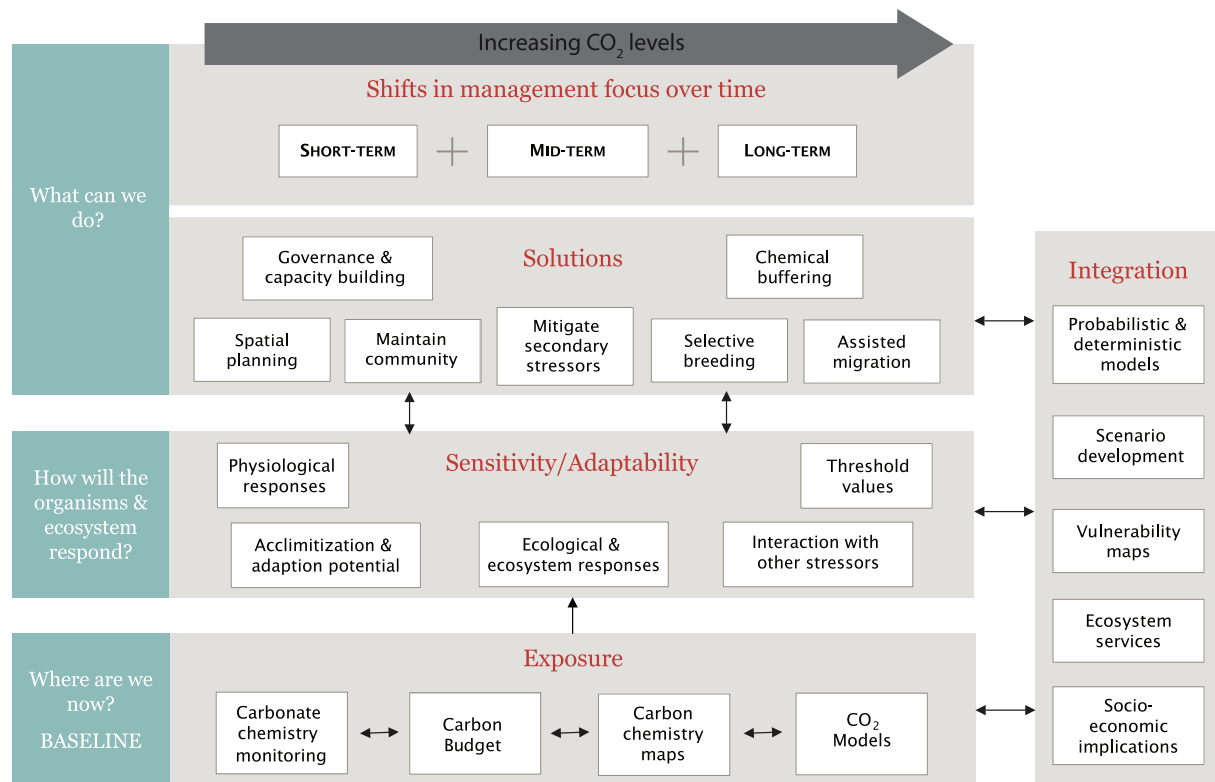 Increasing CO₂ levels
Shifts in management focus over time
SHORT-TERM
MID-TERM
LONG-TERM
What can we
do?
Solutions
Governance &
capacity building
Chemical
buffering
Spatial
planning
Maintain
community
Mitigate
secondary
stressors
Selective
breeding
Assisted
migration
How will the
organisms &
ecosystem
respond?
Sensitivity/Adaptability
Physiological
responses
Threshold
values
Acclimitization &
adaption potential
Ecological &
ecosystem responses
Interaction with
other stressors
Where are we
now?
BASELINE
Exposure
Carbonate
chemistry
monitoring
Carbon
Budget
Carbon
chemistry
maps
CO₂
Models
Integration
Probabilistic &
deterministic
models
Scenario
development
Vulnerability
maps
Ecosystem
services
Socio-
economic
implications